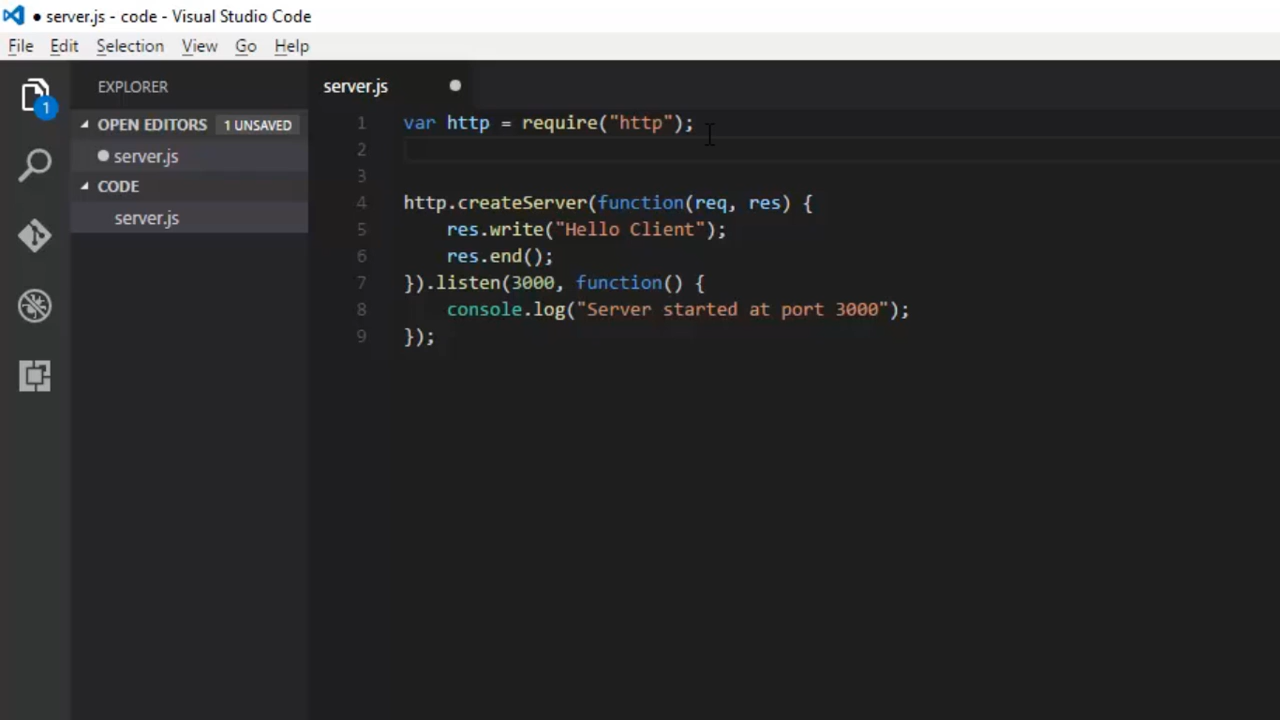 ● server.js - code - Visual Studio Code
File Edit Selection View Go Help
1
EXPLORER
OPEN EDITORS 1 UNSAVED
server.js
CODE
server.js
server.js
1 var http = require("http");
2
3
4 http.createServer(function(req, res) {
5     res.write("Hello Client");
6     res.end();
7 }).listen(3000, function() {
8     console.log("Server started at port 3000");
9 });